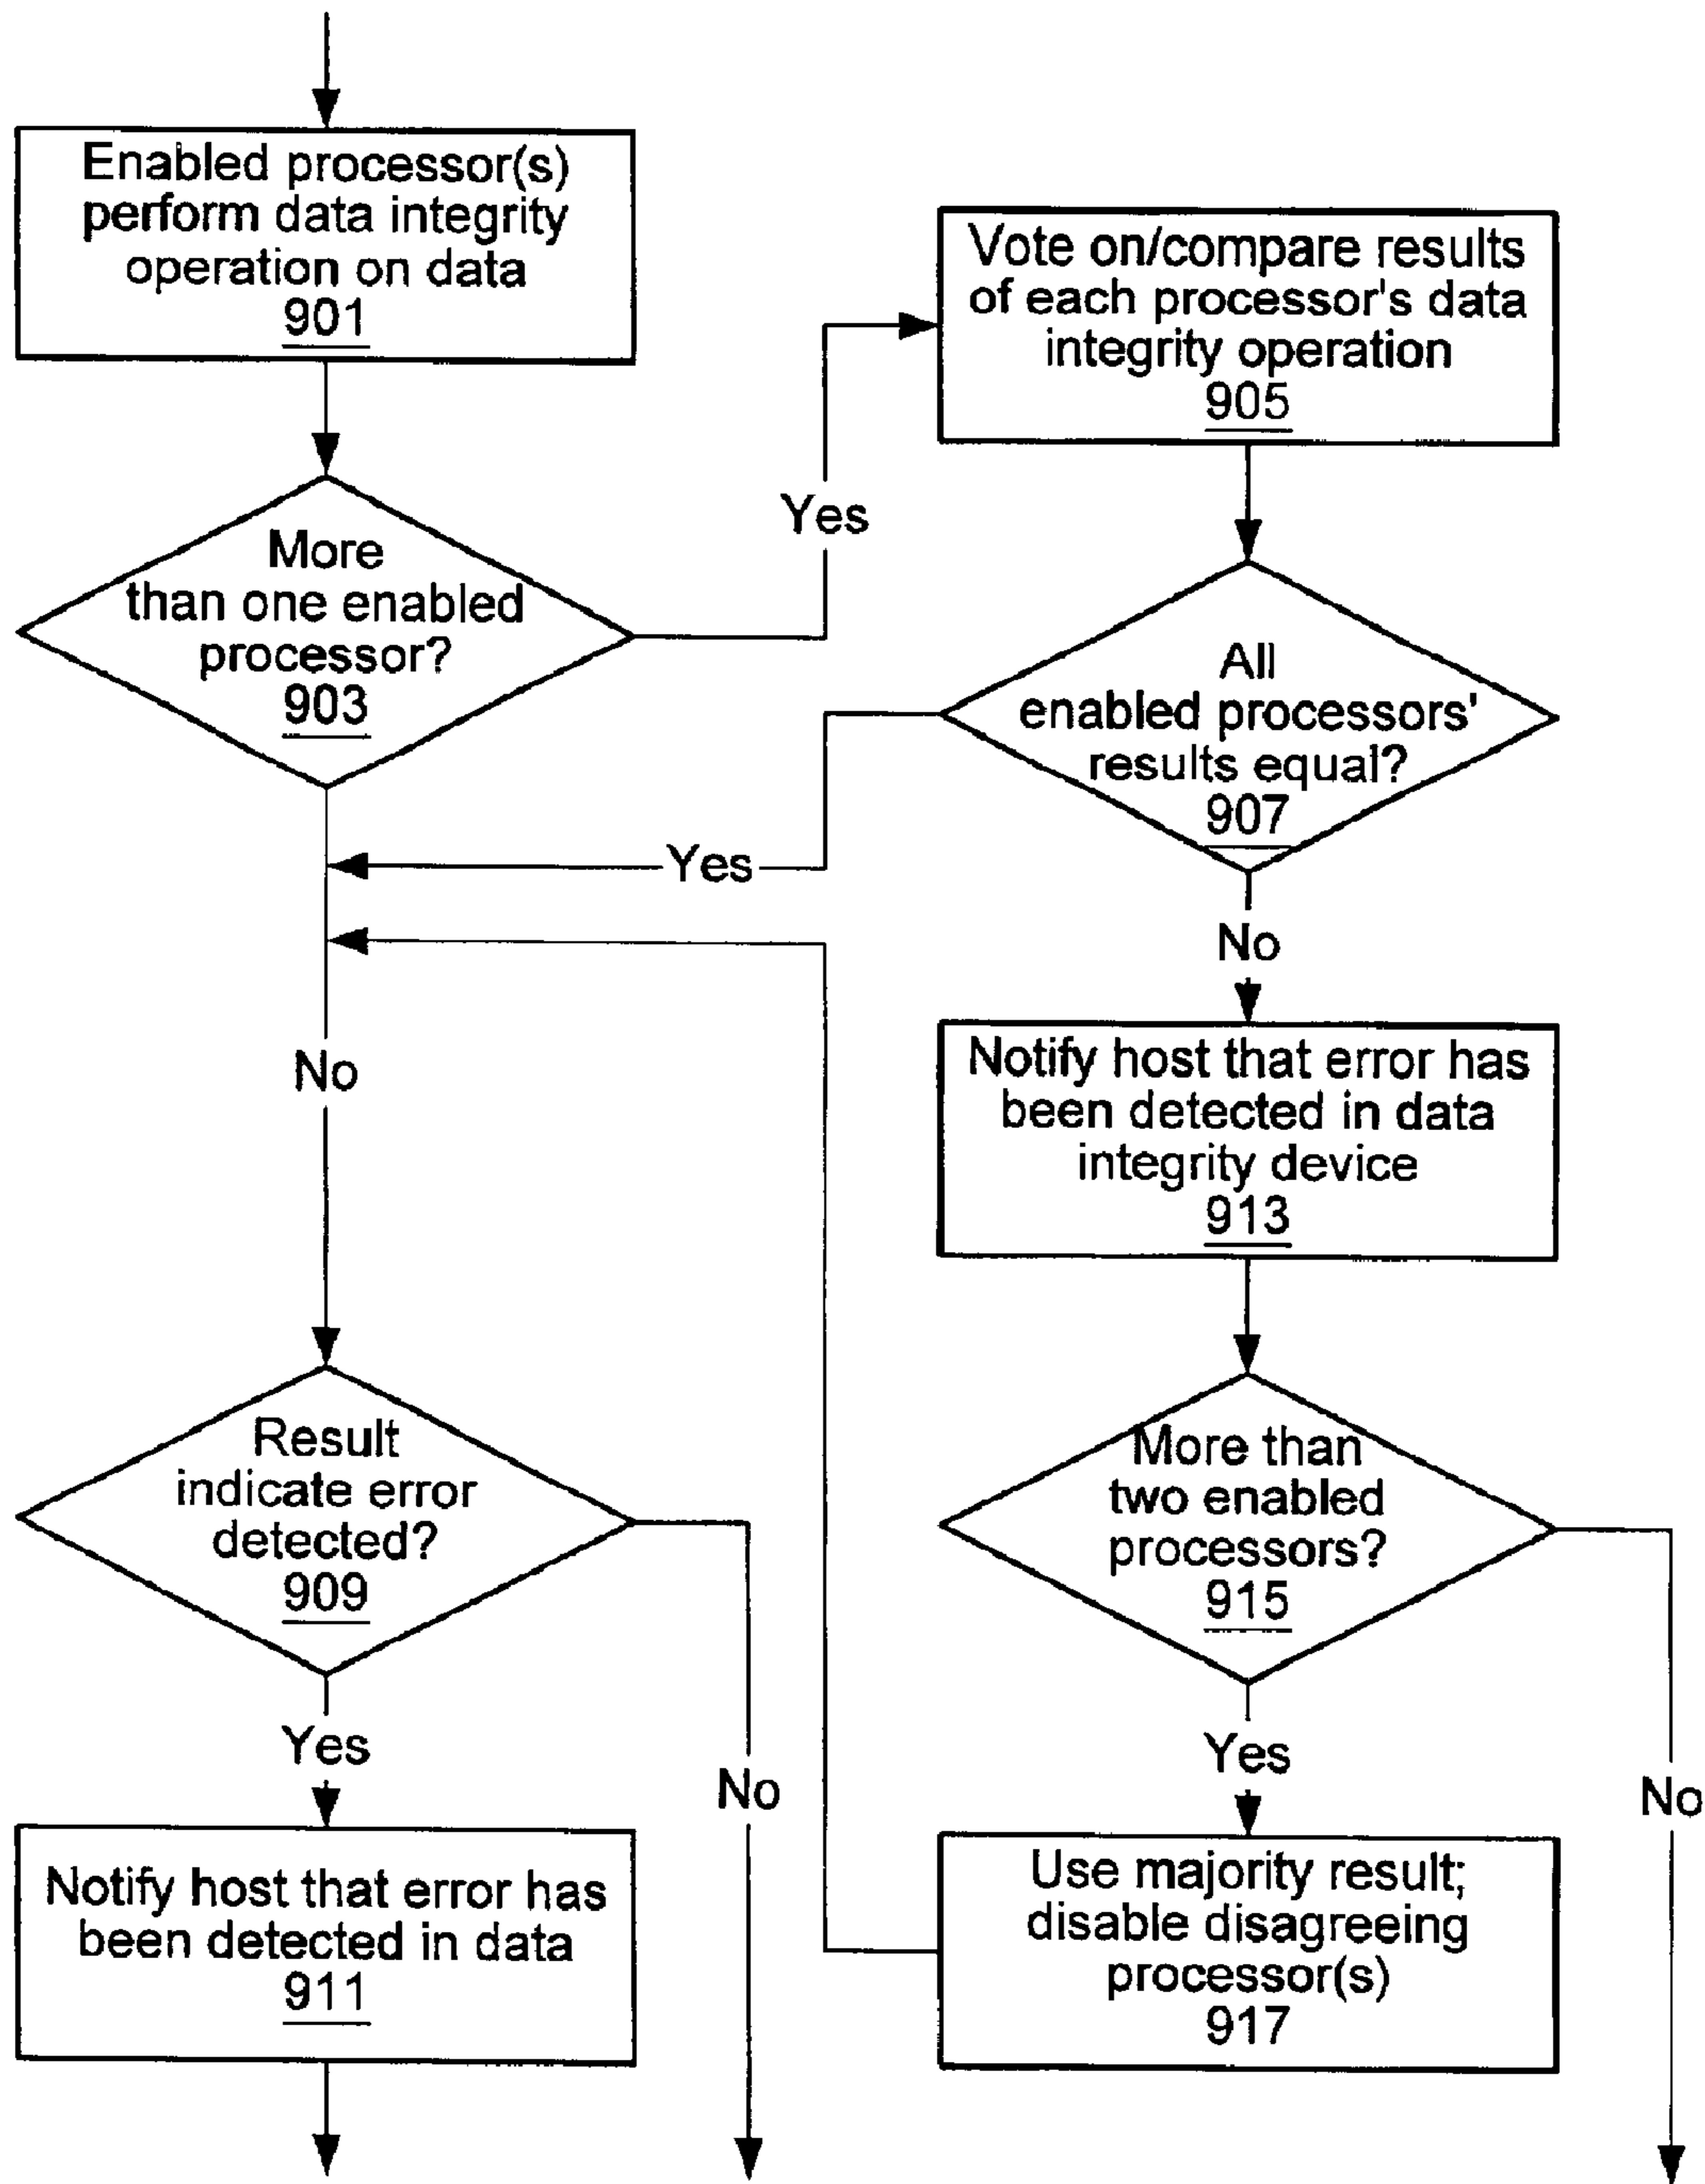 Enabled processor(s)
perform data integrity
operation on data
901
More
than one enabled
processor?
903
Yes
Vote on/compare results
of each processor's data
integrity operation
905
All
enabled processors'
results equal?
907
Yes
No
No
Notify host that error has
been detected in data
integrity device
913
Result
indicate error
detected?
909
More than
two enabled
processors?
915
Yes
No
Yes
No
Notify host that error has
been detected in data
911
Use majority result;
disable disagreeing
processor(s)
917